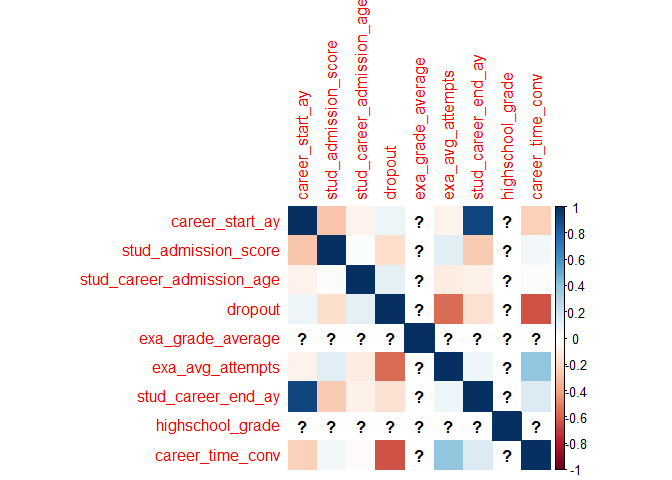 career_start_ay
stud_admission_score
stud_career_admission_age
dropout
exa_grade_average
exa_avg_attempts
stud_career_end_ay
highschool_grade
career_time_conv
career_start_ay ? ?
stud_admission_score ? ?
stud_career_admission_age ? ?
dropout ? ?
exa_grade_average ? ? ? ? ? ? ? ?
exa_avg_attempts ? ?
stud_career_end_ay ? ?
highschool_grade ? ? ? ? ? ? ? ?
career_time_conv ? ?
1
0.8
0.6
0.4
0.2
0
-0.2
-0.4
-0.6
-0.8
-1